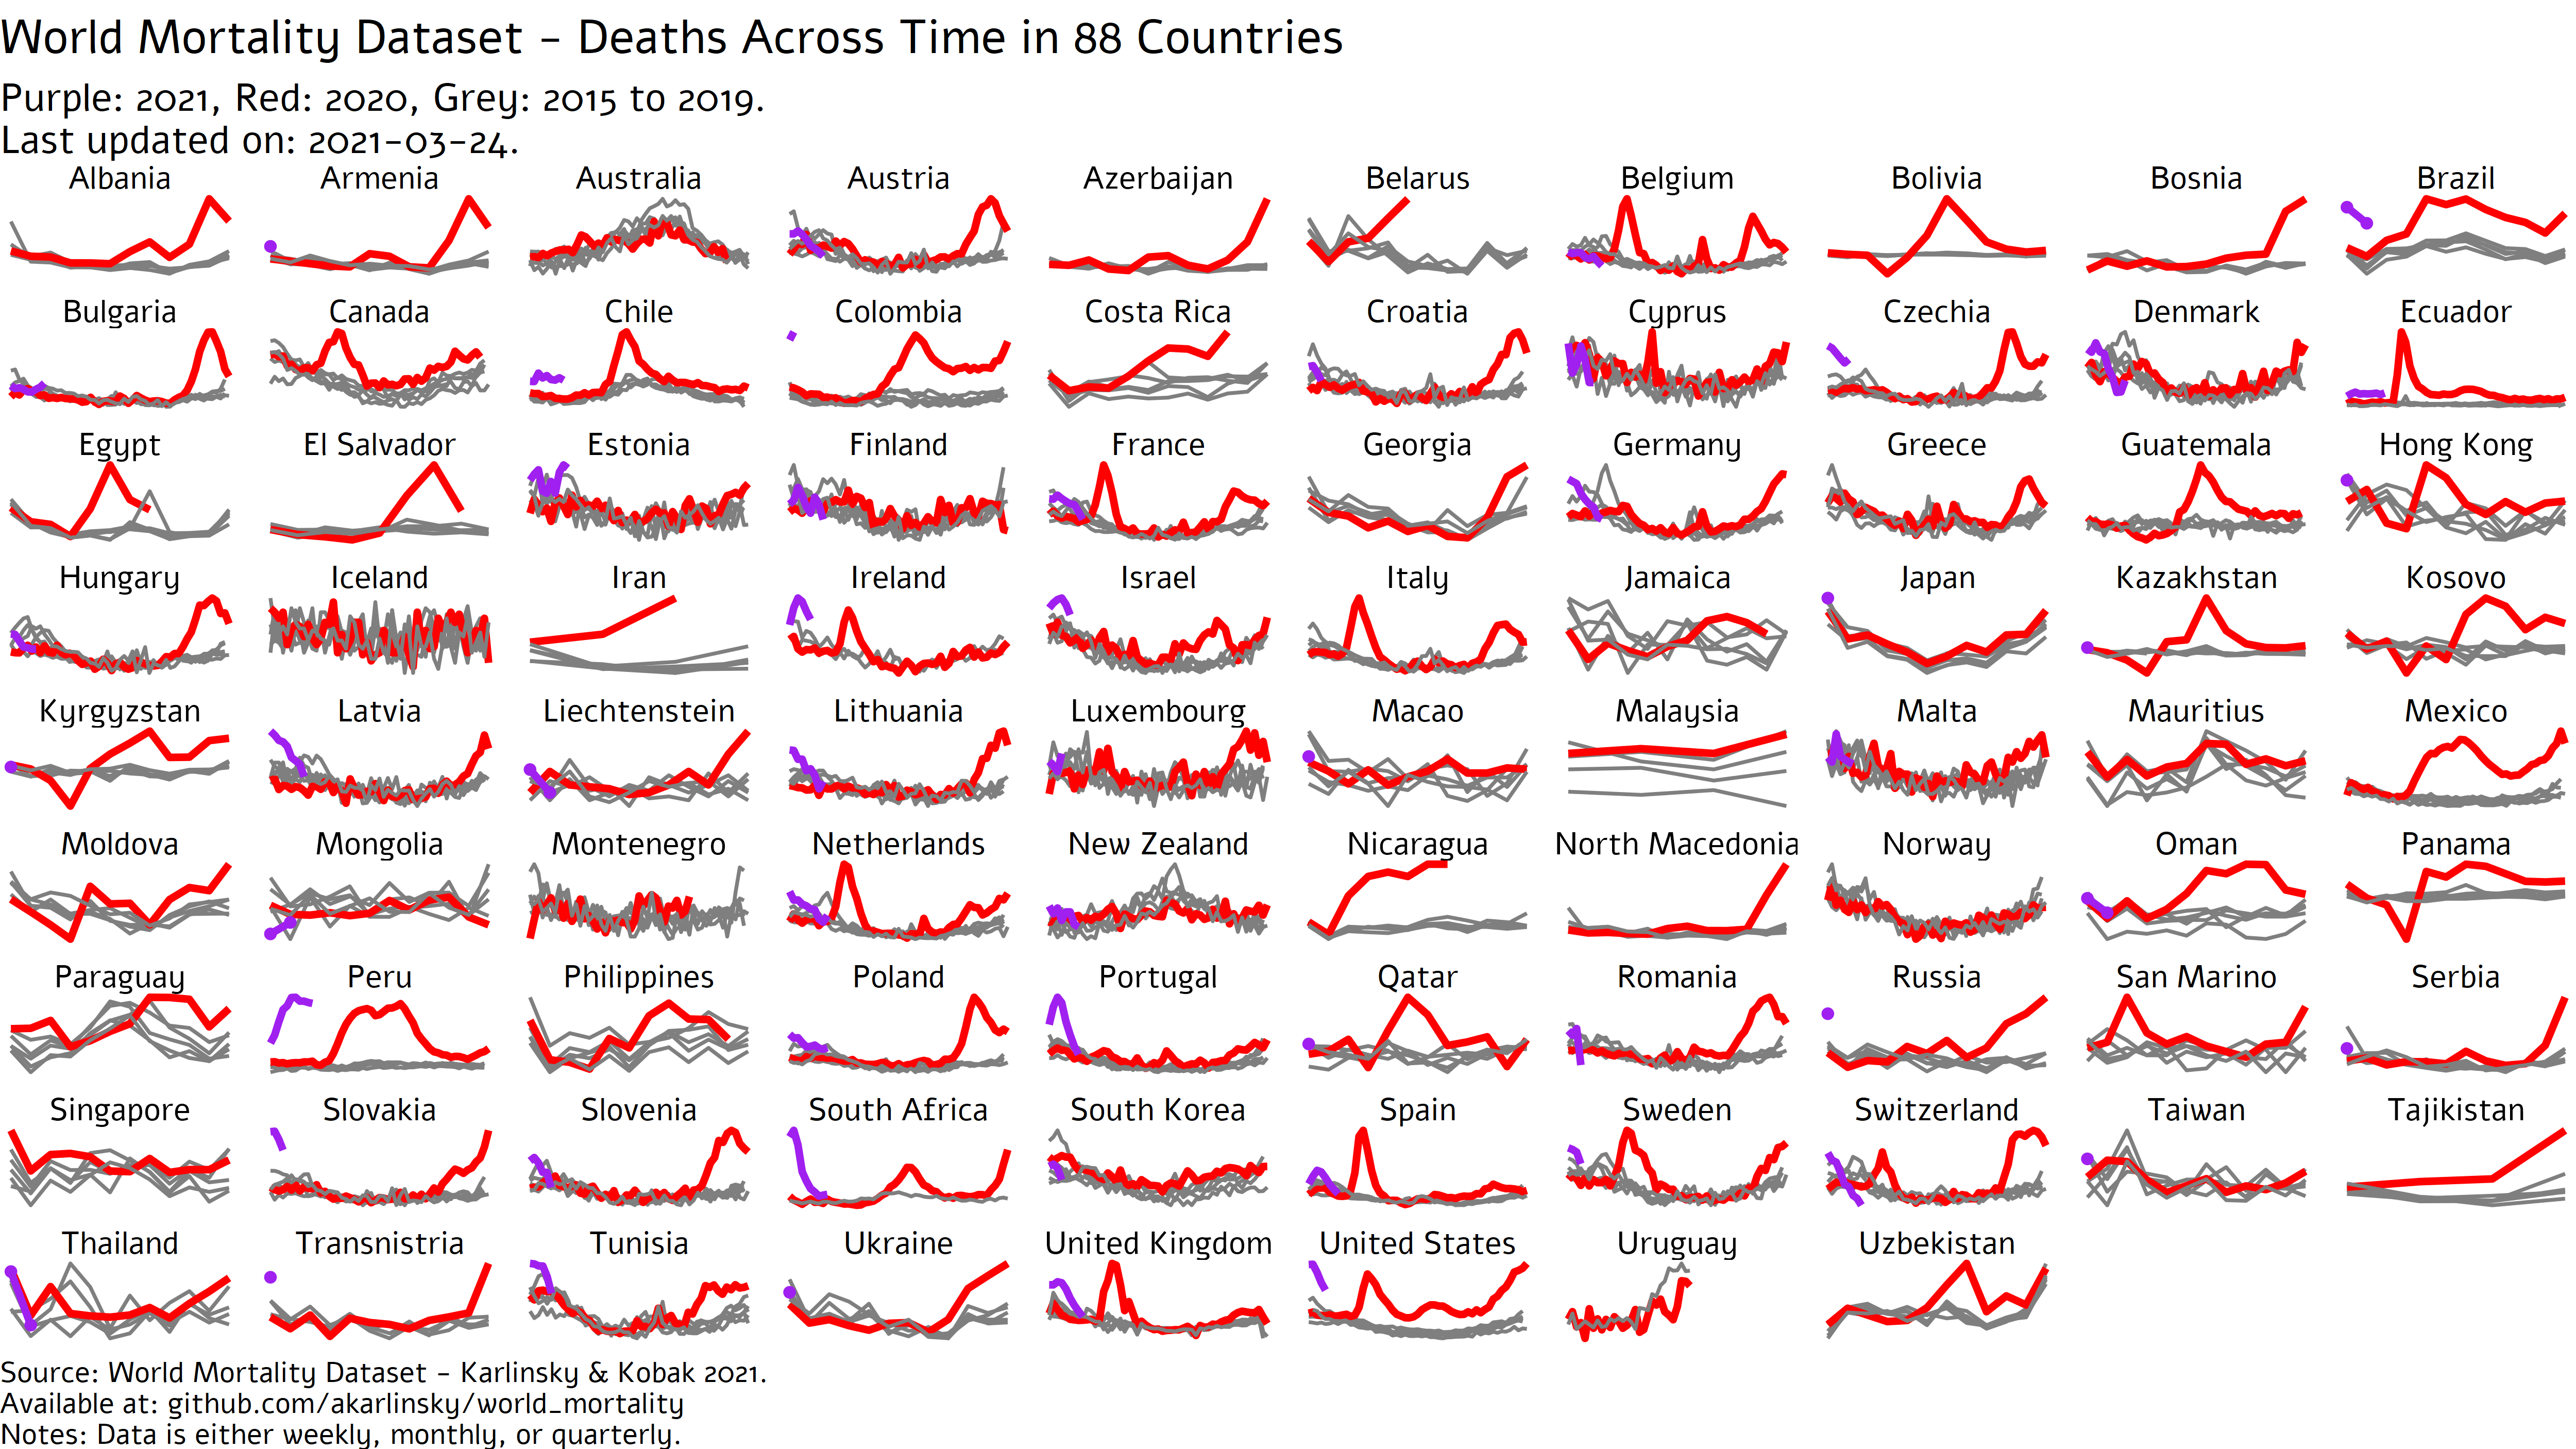 World Mortality Dataset - Deaths Across Time in 88 Countries
Purple: 2021, Red: 2020, Grey: 2015 to 2019.
Last updated on: 2021-03-24.
Albania Armenia Australia Austria Azerbaijan Belarus Belgium Bolivia Bosnia Brazil
Bulgaria Canada Chile Colombia Costa Rica Croatia Cyprus Czechia Denmark Ecuador
Egypt El Salvador Estonia Finland France Georgia Germany Greece Guatemala Hong Kong
Hungary Iceland Iran Ireland Israel Italy Jamaica Japan Kazakhstan Kosovo
Kyrgyzstan Latvia Liechtenstein Lithuania Luxembourg Macao Malaysia Malta Mauritius Mexico
Moldova Mongolia Montenegro Netherlands New Zealand Nicaragua North Macedonia Norway Oman Panama
Paraguay Peru Philippines Poland Portugal Qatar Romania Russia San Marino Serbia
Singapore Slovakia Slovenia South Africa South Korea Spain Sweden Switzerland Taiwan Tajikistan
Thailand Transnistria Tunisia Ukraine United Kingdom United States Uruguay Uzbekistan
Source: World Mortality Dataset - Karlinsky & Kobak 2021.
Available at: github.com/akarlinsky/world_mortality
Notes: Data is either weekly, monthly, or quarterly.